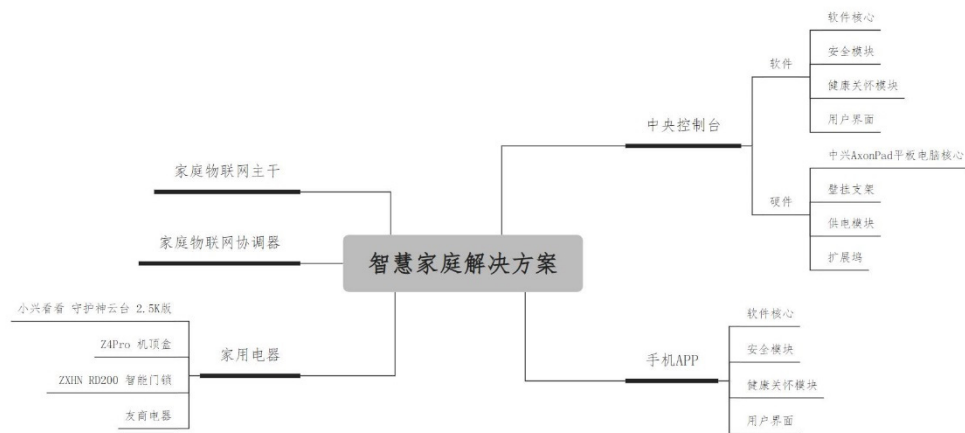 智慧家庭解决方案
中央控制台
软件
软件核心
安全模块
健康关怀模块
用户界面
硬件
中兴AxonPad平板电脑核心
壁挂支架
供电模块
扩展坞
手机APP
软件核心
安全模块
健康关怀模块
用户界面
家庭物联网主干
家庭物联网协调器
家用电器
小兴看看 守护神云台 2.5K版
Z4Pro 机顶盒
ZXHN RD200 智能门锁
友商电器